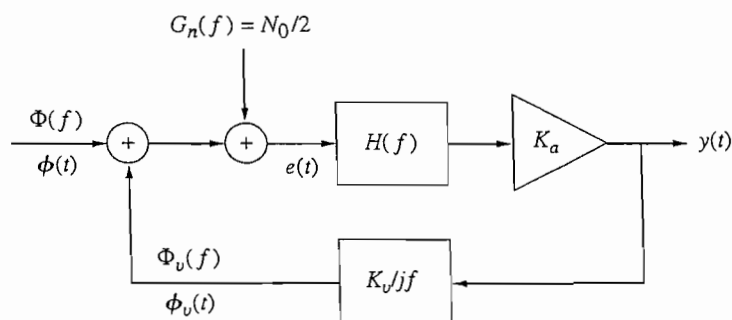 G_n(f) = N_0/2
Φ(f)
ϕ(t)
+
+
e(t)
H(f)
K_a
y(t)
Φ_v(f)
ϕ_v(t)
K_v/jf